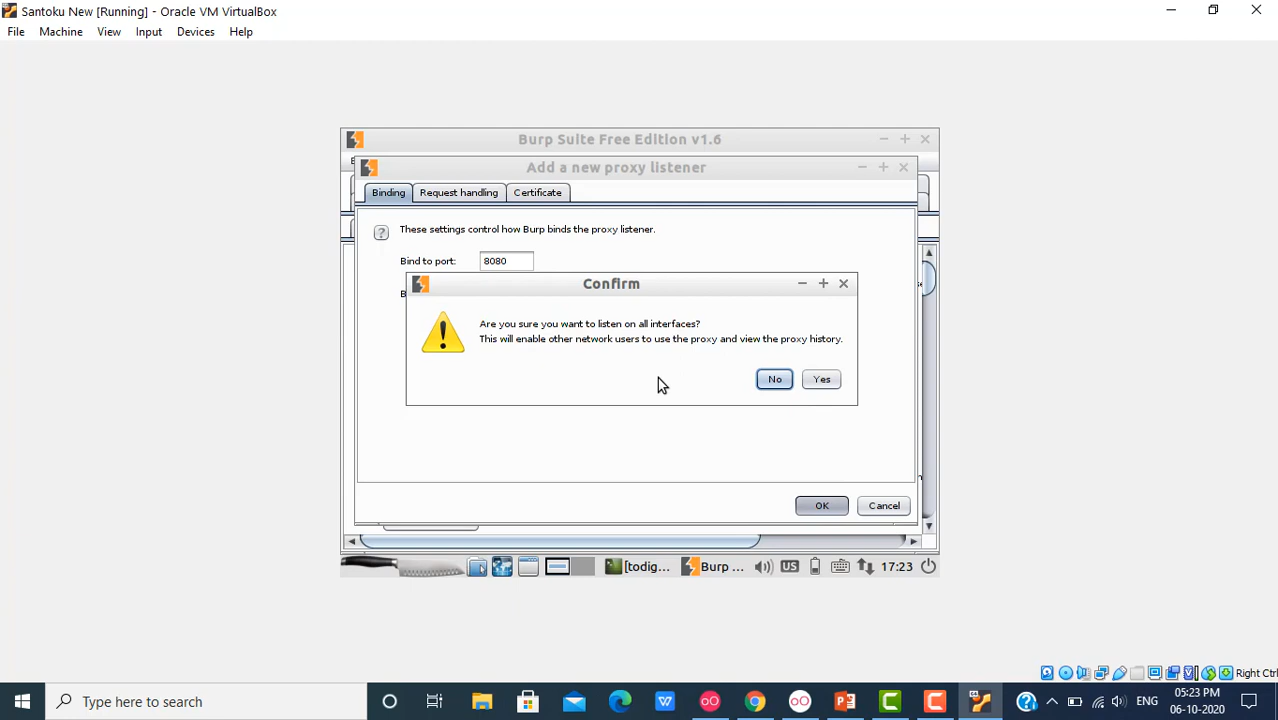 Santoku New [Running] - Oracle VM VirtualBox
File Machine View Input Devices Help
Burp Suite Free Edition v1.6
Add a new proxy listener
Binding Request handling Certificate
? These settings control how Burp binds the proxy listener.
Bind to port: 8080
Confirm
Are you sure you want to listen on all interfaces?
This will enable other network users to use the proxy and view the proxy history.
No Yes
OK Cancel
[todig... Burp ... US 17:23
Right Ctrl
Type here to search
ENG
05:23 PM
06-10-2020